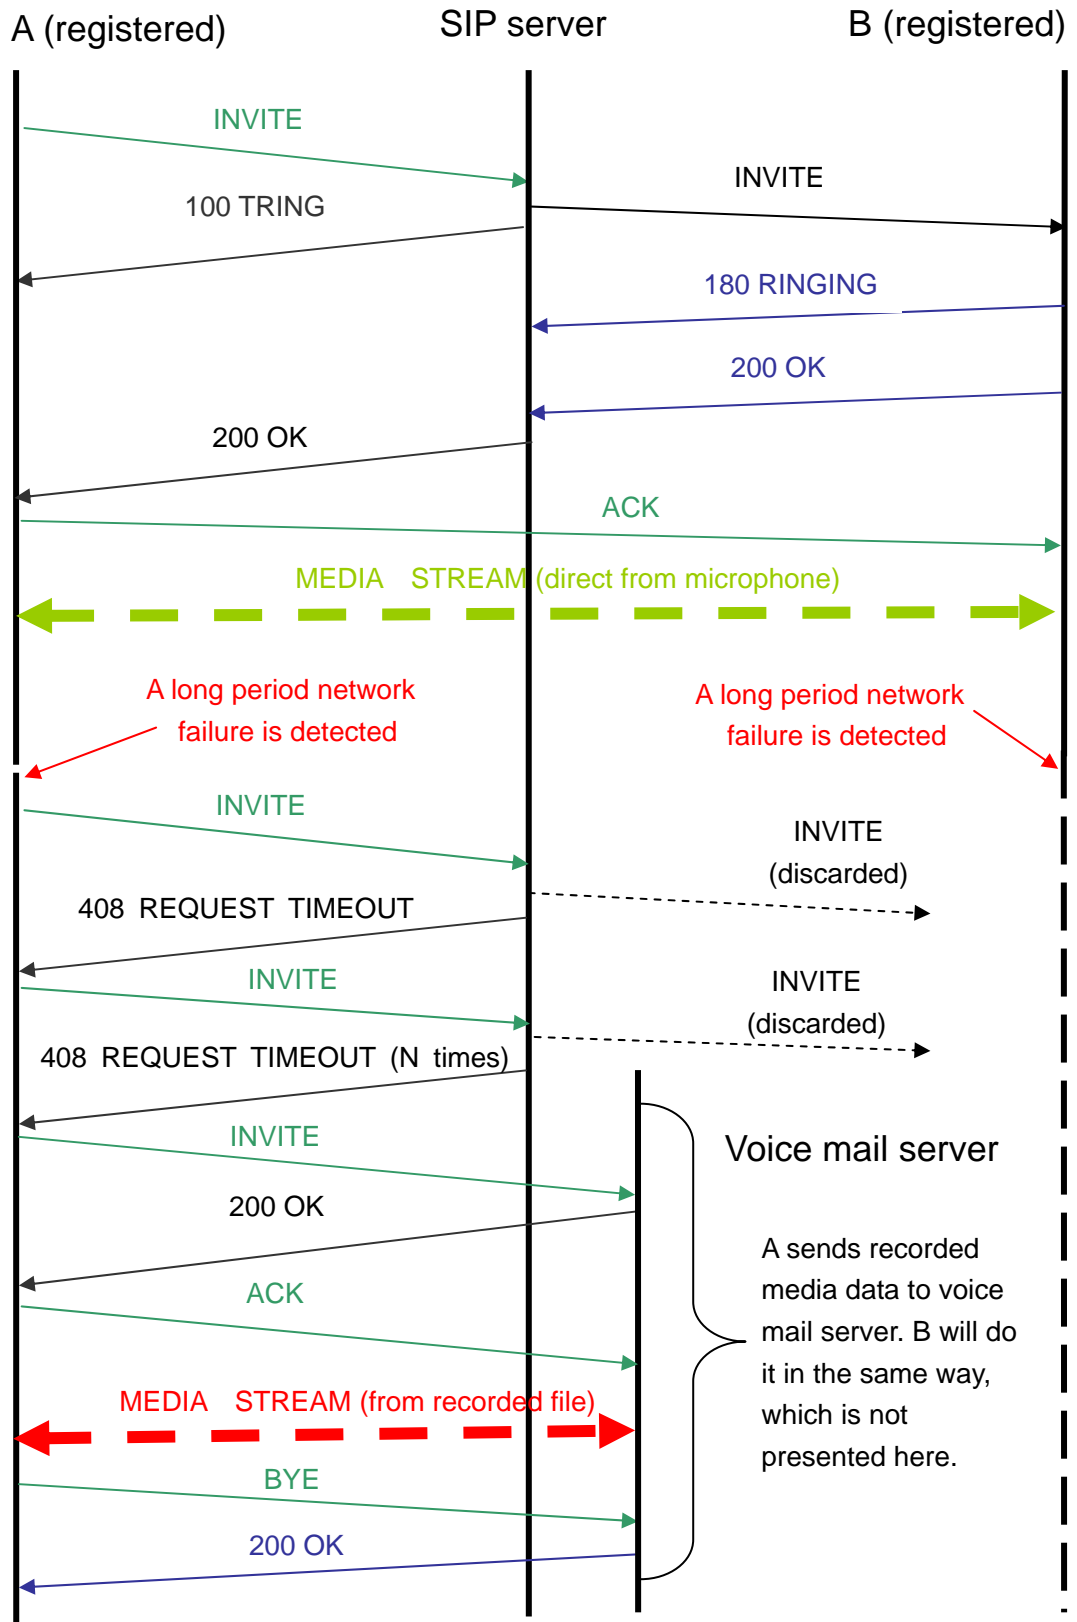 A (registered)
SIP server
B (registered)
INVITE
INVITE
100 TRING
180 RINGING
200 OK
200 OK
ACK
MEDIA STREAM (direct from microphone)
A long period network
failure is detected
A long period network
failure is detected
INVITE
INVITE
(discarded)
408 REQUEST TIMEOUT
INVITE
INVITE
(discarded)
408 REQUEST TIMEOUT (N times)
INVITE
Voice mail server
200 OK
A sends recorded
media data to voice
mail server. B will do
it in the same way,
which is not
presented here.
ACK
MEDIA STREAM (from recorded file)
BYE
200 OK